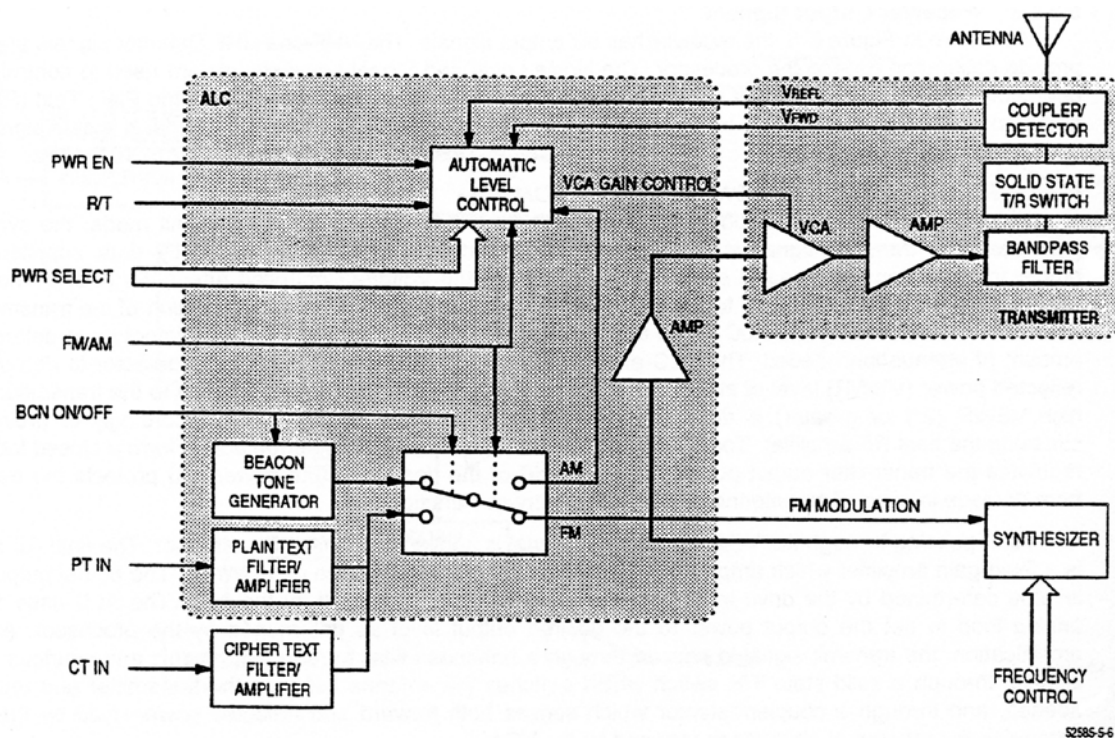 ANTENNA
ALC
VREFL
VFWD
COUPLER/
DETECTOR
PWR EN
R/T
AUTOMATIC
LEVEL
CONTROL
VCA GAIN CONTROL
SOLID STATE
T/R SWITCH
VCA
AMP
BANDPASS
FILTER
PWR SELECT
TRANSMITTER
AMP
FM/AM
BCN ON/OFF
BEACON
TONE
GENERATOR
AM
FM
FM MODULATION
SYNTHESIZER
PT IN
PLAIN TEXT
FILTER/
AMPLIFIER
CT IN
CIPHER TEXT
FILTER/
AMPLIFIER
FREQUENCY
CONTROL
52585-5-6